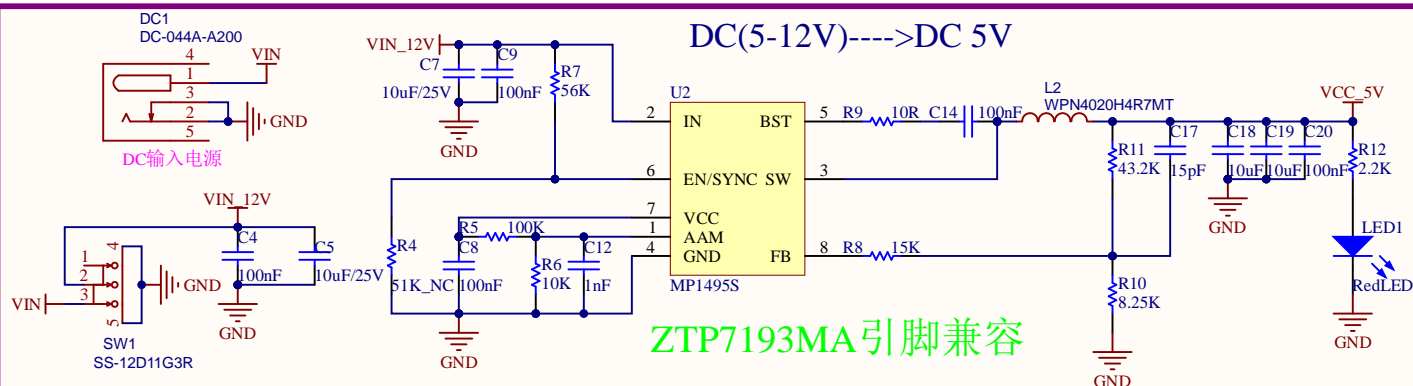 DC1
DC-044A-A200
4
1
3
2
5
VIN
GND
DC输入电源
VIN_12V
C7
10uF/25V
C9
100nF
GND
R7
56K
DC(5-12V)---->DC 5V
U2
2 IN BST 5
6 EN/SYNC SW 3
7 VCC
1 AAM
4 GND FB 8
MP1495S
R9 10R C14 100nF
L2
WPN4020H4R7MT
VCC_5V
R11
43.2K
C17
15pF
C18
10uF
C19
10uF
C20
100nF
GND
R12
2.2K
LED1
RedLED
GND
R8 15K
R10
8.25K
GND
R4
51K_NC
R5 100K
C8
100nF
R6
10K
C12
1nF
GND
VIN_12V
C4
100nF
C5
10uF/25V
GND
4
1
2
3
5
VIN
GND
SW1
SS-12D11G3R
ZTP7193MA引脚兼容